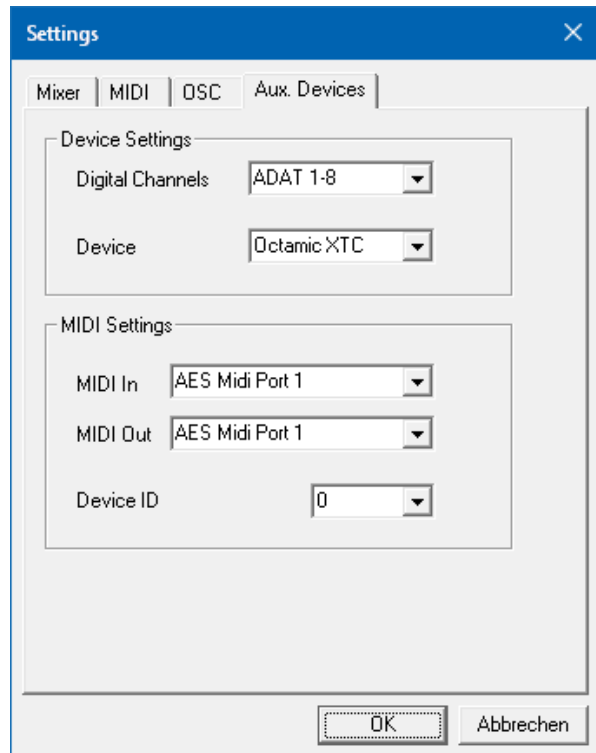 Settings
Mixer MIDI OSC Aux. Devices
Device Settings
Digital Channels ADAT 1-8
Device Octamic XTC
MIDI Settings
MIDI In AES Midi Port 1
MIDI Out AES Midi Port 1
Device ID 0
OK Abbrechen